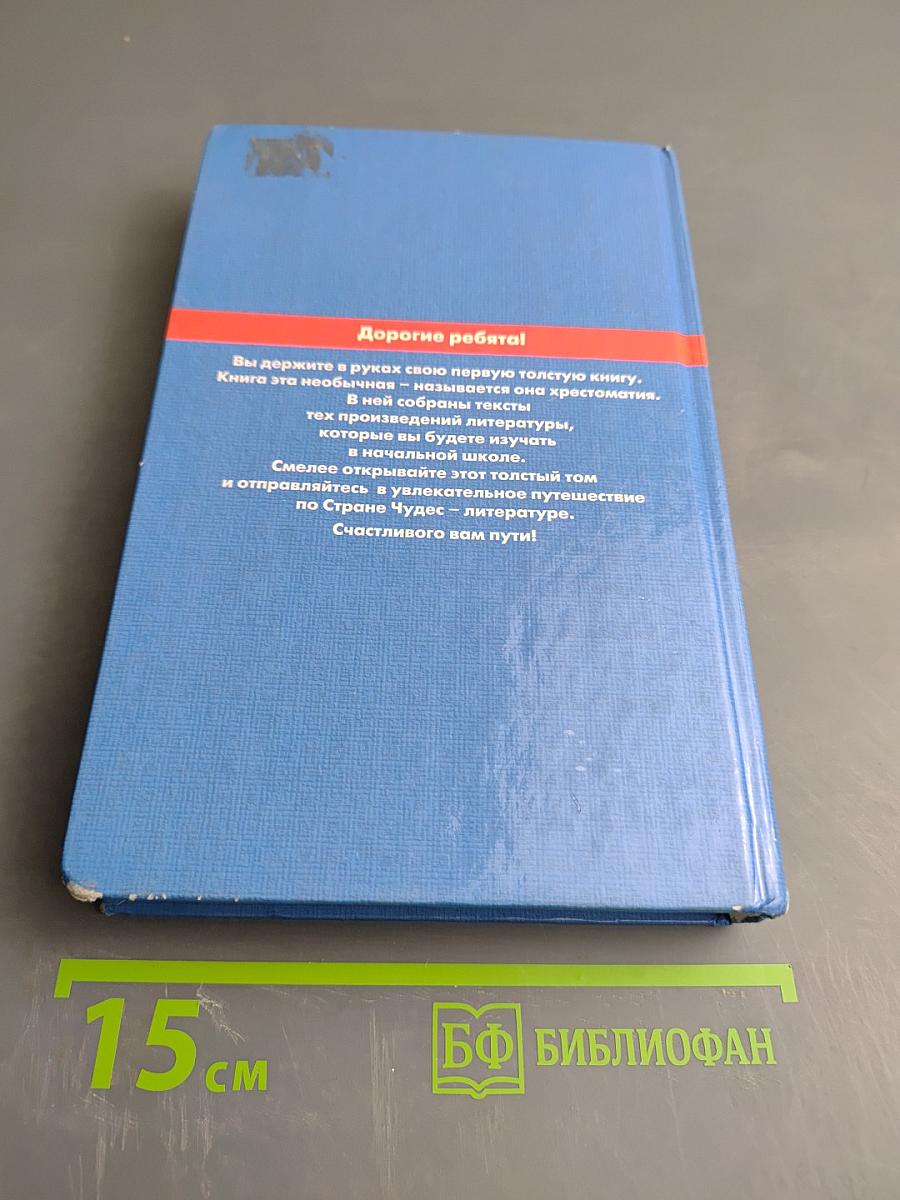 Дорогие ребята!
Вы держите в руках свою первую толстую книгу.
Книга эта необычная – называется она хрестоматия.
В ней собраны тексты
тех произведений литературы,
которые вы будете изучать
в начальной школе.
Смелее открывайте этот толстый том
и отправляйтесь в увлекательное путешествие
по Стране Чудес – литературе.
Счастливого вам пути!
15 см
БФ БИБЛИОФАН